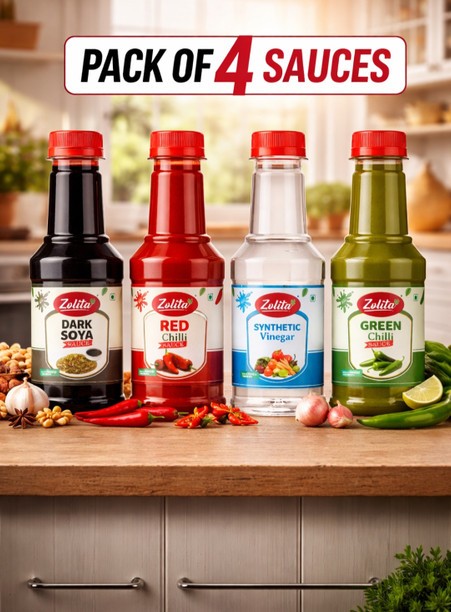 PACK OF 4 SAUCES
Zolita
DARK
SOYA
SAUCE
Zolita
RED
Chilli
SAUCE
Zolita
SYNTHETIC
Vinegar
Zolita
GREEN
Chilli
SAUCE